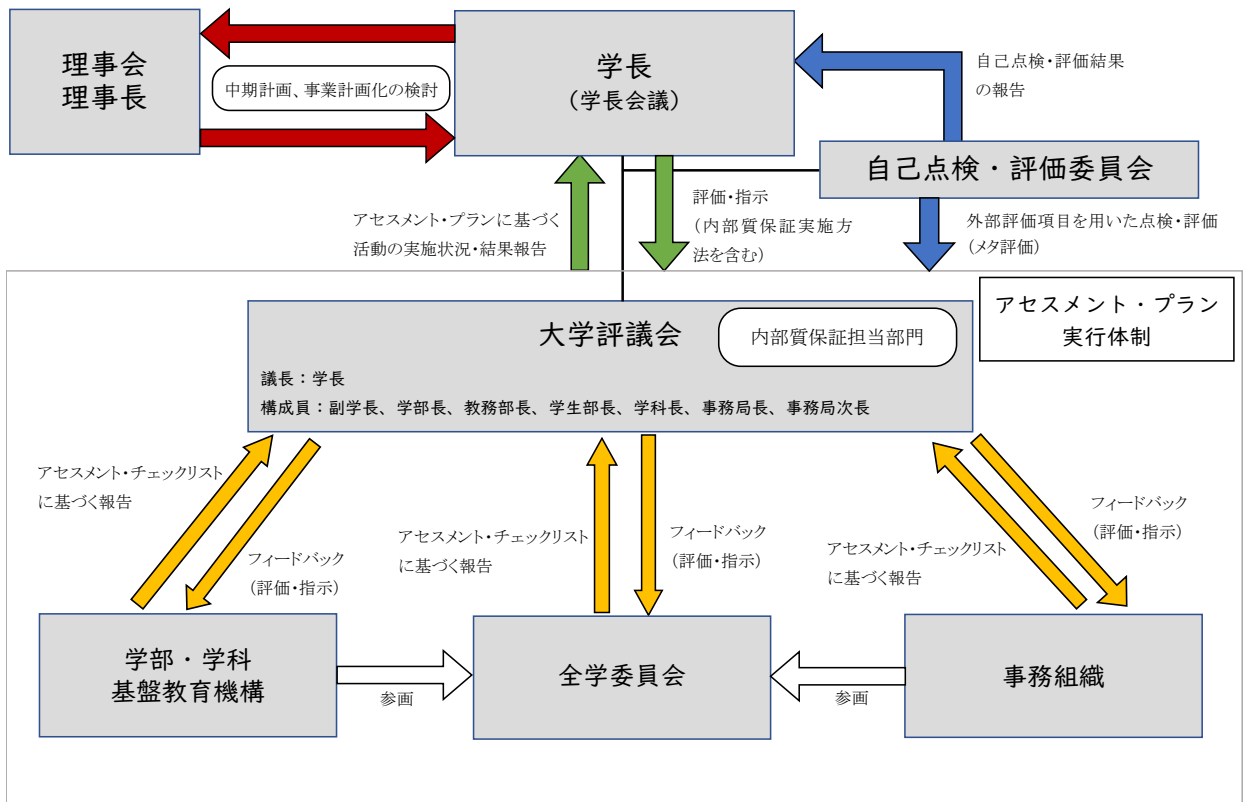 理事会
理事長
中期計画、事業計画化の検討
学長
(学長会議)
自己点検・評価結果
の報告
自己点検・評価委員会
アセスメント・プランに基づく
活動の実施状況・結果報告
評価・指示
(内部質保証実施方
法を含む)
外部評価項目を用いた点検・評価
(メタ評価)
アセスメント・プラン
実行体制
大学評議会
内部質保証担当部門
議長：学長
構成員：副学長、学部長、教務部長、学生部長、学科長、事務局長、事務局次長
アセスメント・チェックリスト
に基づく報告
フィードバック
(評価・指示)
アセスメント・チェックリスト
に基づく報告
フィードバック
(評価・指示)
アセスメント・チェックリスト
に基づく報告
フィードバック
(評価・指示)
学部・学科
基盤教育機構
参画
全学委員会
参画
事務組織